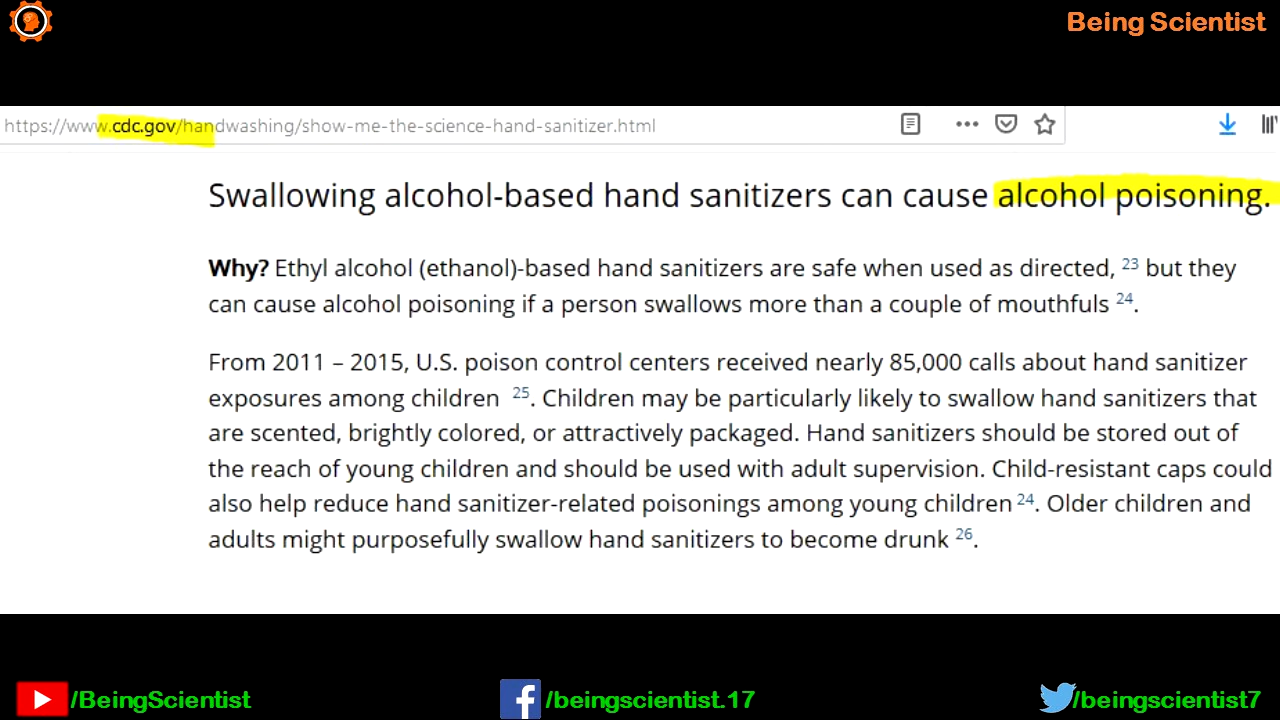 Being Scientist
https://www.cdc.gov/handwashing/show-me-the-science-hand-sanitizer.html
Swallowing alcohol-based hand sanitizers can cause alcohol poisoning.
Why? Ethyl alcohol (ethanol)-based hand sanitizers are safe when used as directed, 23 but they
can cause alcohol poisoning if a person swallows more than a couple of mouthfuls 24.
From 2011 – 2015, U.S. poison control centers received nearly 85,000 calls about hand sanitizer
exposures among children 25. Children may be particularly likely to swallow hand sanitizers that
are scented, brightly colored, or attractively packaged. Hand sanitizers should be stored out of
the reach of young children and should be used with adult supervision. Child-resistant caps could
also help reduce hand sanitizer-related poisonings among young children 24. Older children and
adults might purposefully swallow hand sanitizers to become drunk 26.
/BeingScientist
/beingscientist.17
/beingscientist7